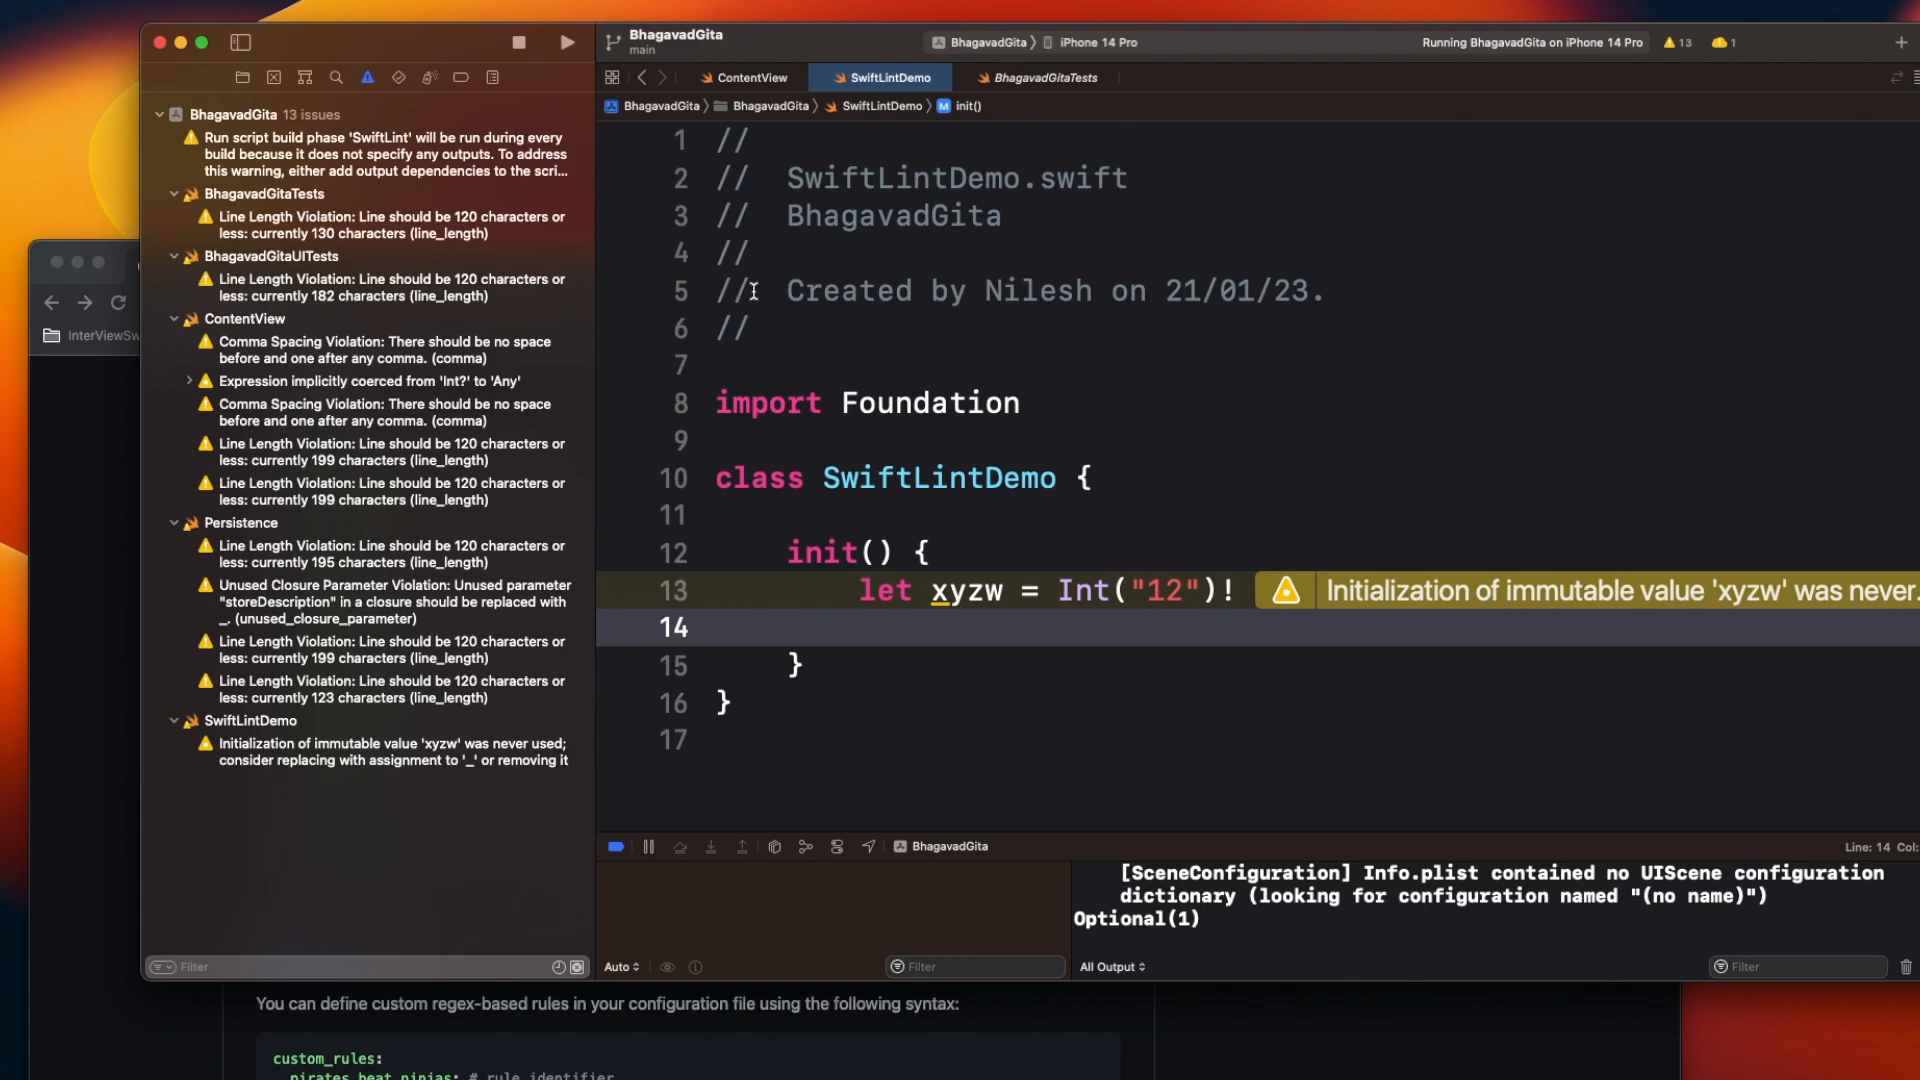 BhagavadGita
main
BhagavadGita
iPhone 14 Pro
Running BhagavadGita on iPhone 14 Pro
13
1
ContentView
SwiftLintDemo
BhagavadGitaTests
BhagavadGita
BhagavadGita
SwiftLintDemo
M
init()
BhagavadGita 13 issues
Run script build phase 'SwiftLint' will be run during every
build because it does not specify any outputs. To address
this warning, either add output dependencies to the scri...
BhagavadGitaTests
Line Length Violation: Line should be 120 characters or
less: currently 130 characters (line_length)
BhagavadGitaUITests
Line Length Violation: Line should be 120 characters or
less: currently 182 characters (line_length)
ContentView
Comma Spacing Violation: There should be no space
before and one after any comma. (comma)
Expression implicitly coerced from 'Int?' to 'Any'
Comma Spacing Violation: There should be no space
before and one after any comma. (comma)
Line Length Violation: Line should be 120 characters or
less: currently 199 characters (line_length)
Line Length Violation: Line should be 120 characters or
less: currently 199 characters (line_length)
Persistence
Line Length Violation: Line should be 120 characters or
less: currently 195 characters (line_length)
Unused Closure Parameter Violation: Unused parameter
"storeDescription" in a closure should be replaced with
_. (unused_closure_parameter)
Line Length Violation: Line should be 120 characters or
less: currently 199 characters (line_length)
Line Length Violation: Line should be 120 characters or
less: currently 123 characters (line_length)
SwiftLintDemo
Initialization of immutable value 'xyzw' was never used;
consider replacing with assignment to '_' or removing it
Filter
1 //
2 // SwiftLintDemo.swift
3 // BhagavadGita
4 //
5 // Created by Nilesh on 21/01/23.
6 //
7
8 import Foundation
9
10 class SwiftLintDemo {
11
12 init() {
13 let xyzw = Int("12")! Initialization of immutable value 'xyzw' was never.
14
15 }
16 }
17
BhagavadGita
Line: 14 Col:
[SceneConfiguration] Info.plist contained no UIScene configuration
dictionary (looking for configuration named "(no name)")
Optional(1)
Auto
Filter
All Output
Filter
You can define custom regex-based rules in your configuration file using the following syntax:
custom_rules:
pirates_beat_ninjas: # rule identifier